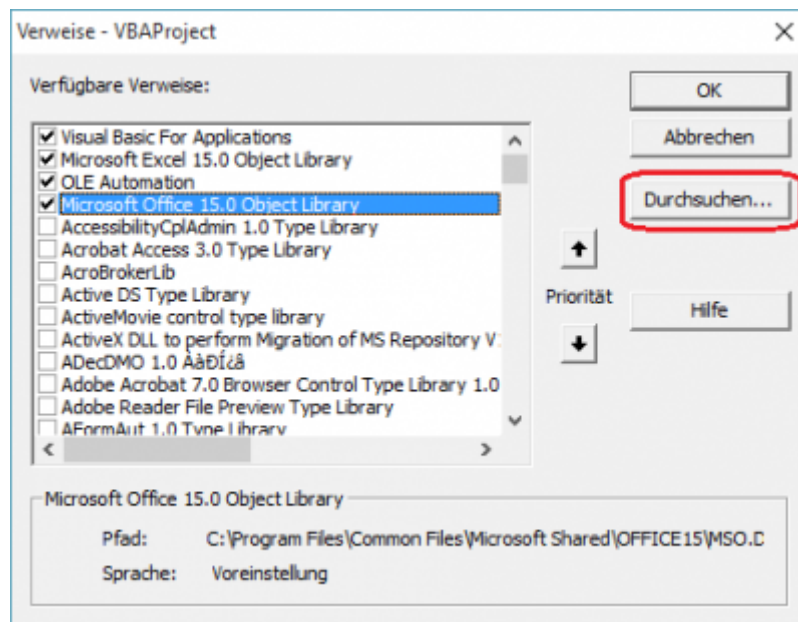 Verweise - VBAProject
Verfügbare Verweise:
OK
Visual Basic For Applications
Abbrechen
Microsoft Excel 15.0 Object Library
OLE Automation
Microsoft Office 15.0 Object Library
Durchsuchen...
AccessibilityCplAdmin 1.0 Type Library
Acrobat Access 3.0 Type Library
AcroBrokerLib
Active DS Type Library
Priorität
ActiveMovie control type library
Hilfe
ActiveX DLL to perform Migration of MS Repository V
ADecDMO 1.0 ÀàÐÍ¿â
Adobe Acrobat 7.0 Browser Control Type Library 1.0
Adobe Reader File Preview Type Library
AFormAut 1.0 Type Library
Microsoft Office 15.0 Object Library
Pfad: C:\Program Files\Common Files\Microsoft Shared\OFFICE15\MSO.D
Sprache: Voreinstellung